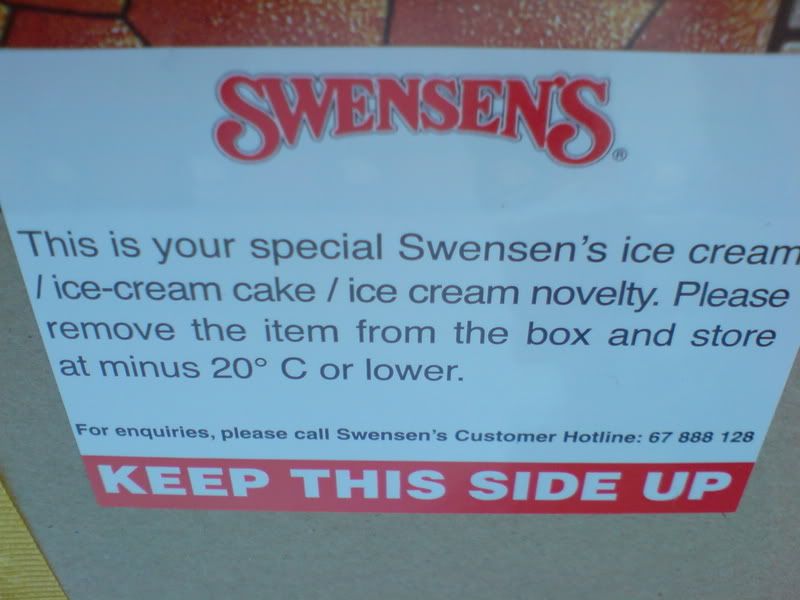 SWENSEN'S®
This is your special Swensen's ice cream
/ ice-cream cake / ice cream novelty. Please
remove the item from the box and store
at minus 20° C or lower.
For enquiries, please call Swensen's Customer Hotline: 67 888 128
KEEP THIS SIDE UP